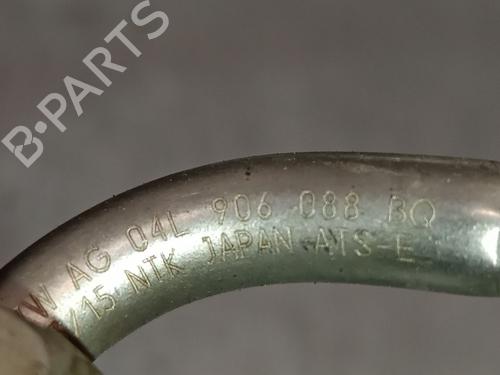 B-PARTS
VW AG 04L 906 088 BQ
/15 NTK JAPAN ATS-E